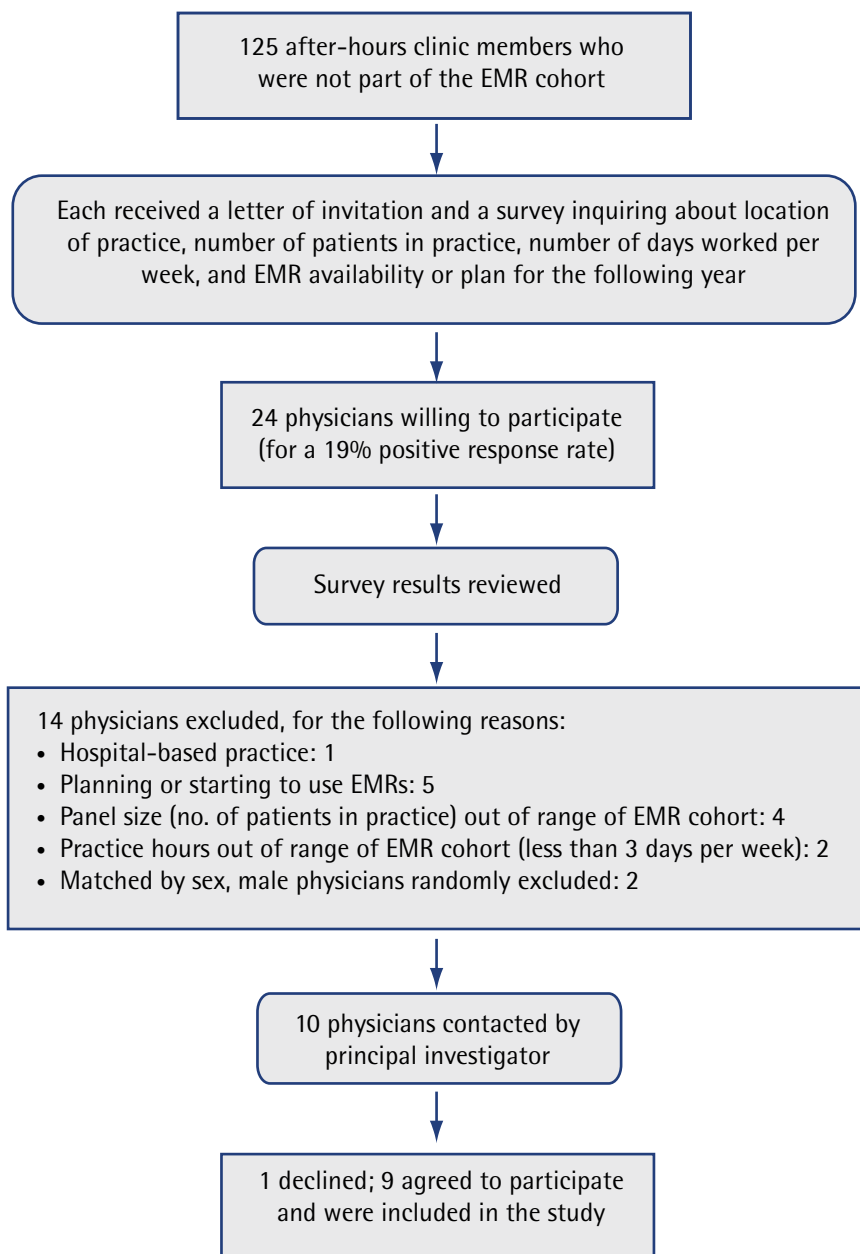 125 after-hours clinic members who
were not part of the EMR cohort
Each received a letter of invitation and a survey inquiring about location
of practice, number of patients in practice, number of days worked per
week, and EMR availability or plan for the following year
24 physicians willing to participate
(for a 19% positive response rate)
Survey results reviewed
14 physicians excluded, for the following reasons:
• Hospital-based practice: 1
• Planning or starting to use EMRs: 5
• Panel size (no. of patients in practice) out of range of EMR cohort: 4
• Practice hours out of range of EMR cohort (less than 3 days per week): 2
• Matched by sex, male physicians randomly excluded: 2
10 physicians contacted by
principal investigator
1 declined; 9 agreed to participate
and were included in the study